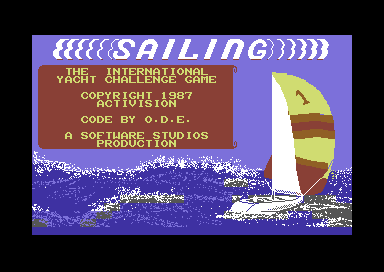 SAILING
THE INTERNATIONAL
YACHT CHALLENGE GAME
COPYRIGHT 1987
ACTIVISION
CODE BY O.D.E.
A SOFTWARE STUDIOS
PRODUCTION
1